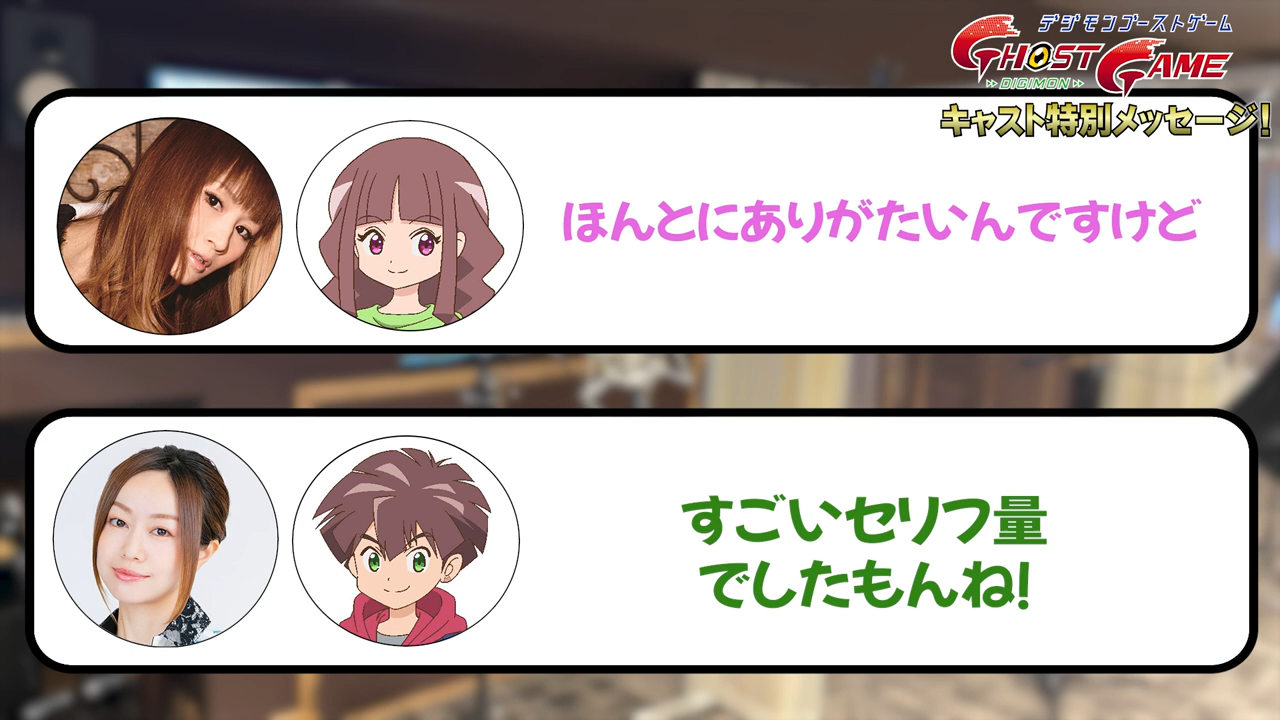 デジモンゴーストゲーム
GHOST GAME
DIGIMON
キャスト特別メッセージ!
ほんとにありがたいんですけど
すごいセリフ量
でしたもんね!